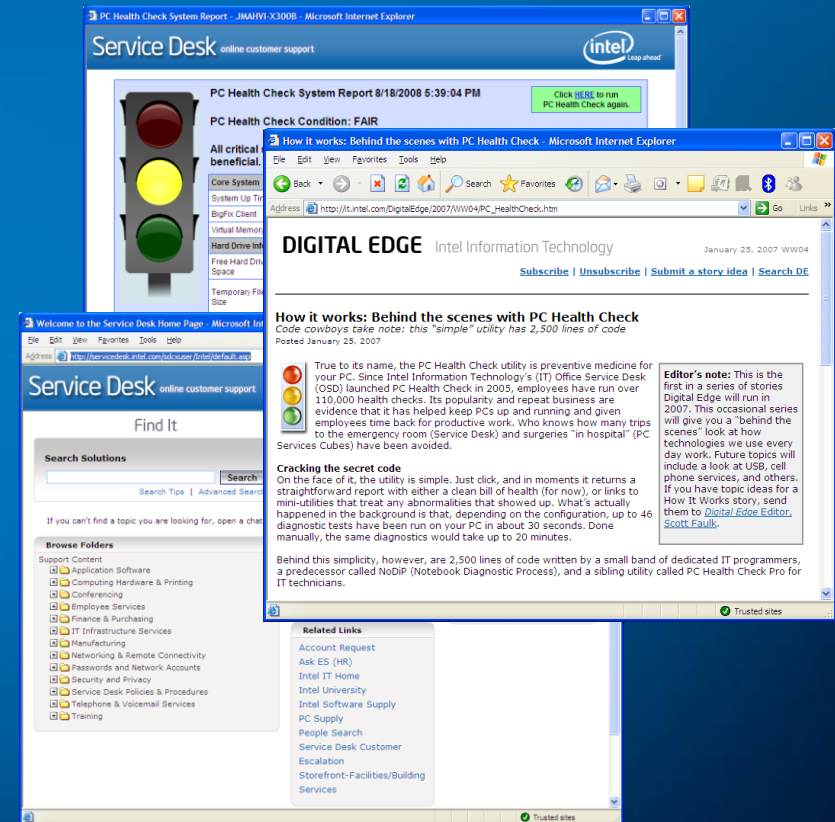 PC Health Check System Report - JMAHVI-X300B - Microsoft Internet Explorer
Service Desk online customer support
intel
Leap ahead
PC Health Check System Report 8/18/2008 5:39:04 PM
Click HERE to run
PC Health Check again.
PC Health Check Condition: FAIR
All critical
beneficial.
Core System
System Up
BigFix Client
Virtual Memory
Hard Drive
Free Hard
Space
Temporary
Size
How it works: Behind the scenes with PC Health Check - Microsoft Internet Explorer
File Edit View Favorites Tools Help
Back Search Favorites
Address http://it.intel.com/DigitalEdge/2007/WW04/PC_HealthCheck.htm Go Links »
DIGITAL EDGE Intel Information Technology January 25, 2007 WW04
Subscribe | Unsubscribe | Submit a story idea | Search DE
How it works: Behind the scenes with PC Health Check
Code cowboys take note: this “simple” utility has 2,500 lines of code
Posted January 25, 2007
True to its name, the PC Health Check utility is preventive medicine for
your PC. Since Intel Information Technology's (IT) Office Service Desk
(OSD) launched PC Health Check in 2005, employees have run over
110,000 health checks. Its popularity and repeat business are
evidence that it has helped keep PCs up and running and given
employees time back for productive work. Who knows how many trips
to the emergency room (Service Desk) and surgeries "in hospital" (PC
Services Cubes) have been avoided.
Editor's note: This is the
first in a series of stories
Digital Edge will run in
2007. This occasional series
will give you a "behind the
scenes" look at how
technologies we use every
day work. Future topics will
include a look at USB, cell
phone services, and others.
If you have topic ideas for a
How It Works story, send
them to Digital Edge Editor,
Scott Faulk.
Cracking the secret code
On the face of it, the utility is simple. Just click, and in moments it returns a
straightforward report with either a clean bill of health (for now), or links to
mini-utilities that treat any abnormalities that showed up. What's actually
happened in the background is that, depending on the configuration, up to 46
diagnostic tests have been run on your PC in about 30 seconds. Done
manually, the same diagnostics would take up to 20 minutes.
Behind this simplicity, however, are 2,500 lines of code written by a small band of dedicated IT programmers,
a predecessor called NoDiP (Notebook Diagnostic Process), and a sibling utility called PC Health Check Pro for
IT technicians.
Trusted sites
Welcome to the Service Desk Home Page - Microsoft
File Edit View Favorites Tools Help
Address http://servicedesk.intel.com/sdcxuser/Intel/default.asp
Service Desk online customer support
Find It
Search Solutions
Search
Search Tips | Advanced Search
If you can't find a topic you are looking for, open a chat
Browse Folders
Support Content
Application Software
Computing Hardware & Printing
Conferencing
Employee Services
Finance & Purchasing
IT Infrastructure Services
Manufacturing
Networking & Remote Connectivity
Passwords and Network Accounts
Security and Privacy
Service Desk Policies & Procedures
Telephone & Voicemail Services
Training
Related Links
Account Request
Ask ES (HR)
Intel IT Home
Intel University
Intel Software Supply
PC Supply
People Search
Service Desk Customer
Escalation
Storefront-Facilities/Building
Services
Trusted sites